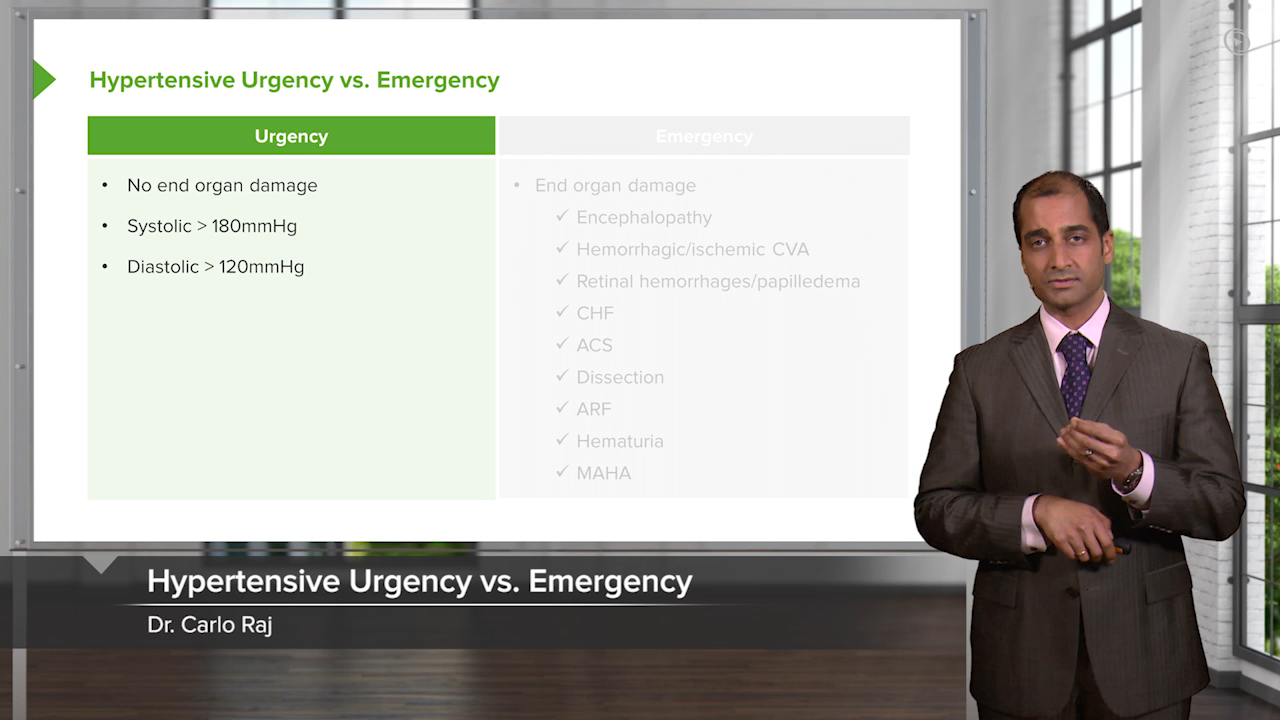 Hypertensive Urgency vs. Emergency
Urgency
• No end organ damage
• Systolic > 180mmHg
• Diastolic > 120mmHg
Emergency
• End organ damage
✓ Encephalopathy
✓ Hemorrhagic/ischemic CVA
✓ Retinal hemorrhages/papilledema
✓ CHF
✓ ACS
✓ Dissection
✓ ARF
✓ Hematuria
✓ MAHA
Hypertensive Urgency vs. Emergency
Dr. Carlo Raj